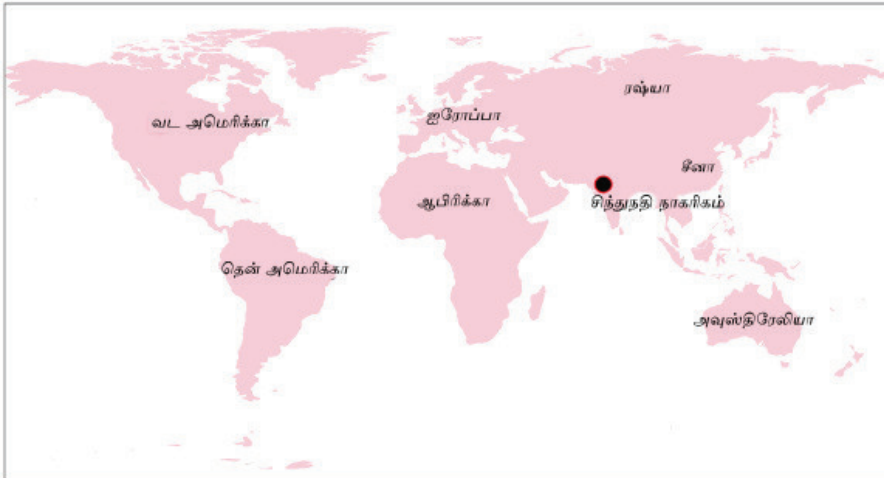 ரஷ்யா
வட அமெரிக்கா
ஐரோப்பா
சீனா
ஆபிரிக்கா
சிந்துநதி நாகரிகம்
தென் அமெரிக்கா
அவுஸ்திரேலியா